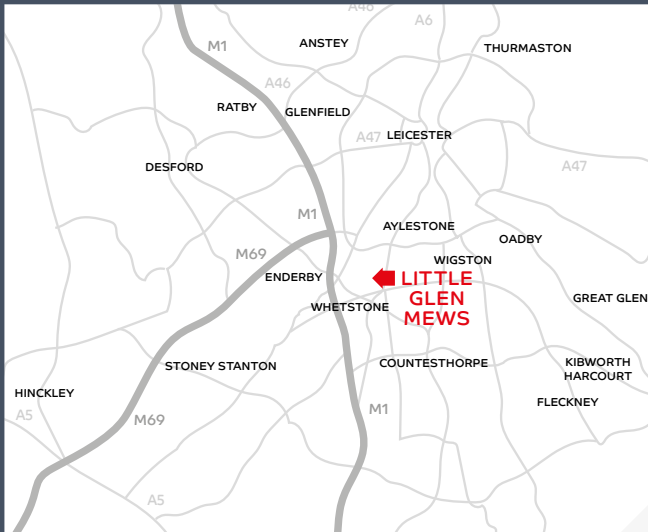 A46
A6
M1
ANSTEY
THURMASTON
A46
RATBY
GLENFIELD
A47
LEICESTER
DESFORD
A47
M1
AYLESTONE
OADBY
M69
WIGSTON
ENDERBY
LITTLE
GLEN
MEWS
GREAT GLEN
WHETSTONE
STONEY STANTON
COUNTESTHORPE
KIBWORTH
HARCOURT
HINCKLEY
FLECKNEY
A5
M1
M69
A5